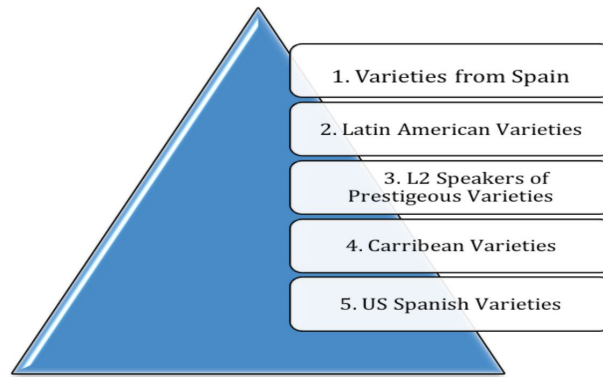 1. Varieties from Spain
2. Latin American Varieties
3. L2 Speakers of
Prestigeous Varieties
4. Carribean Varieties
5. US Spanish Varieties